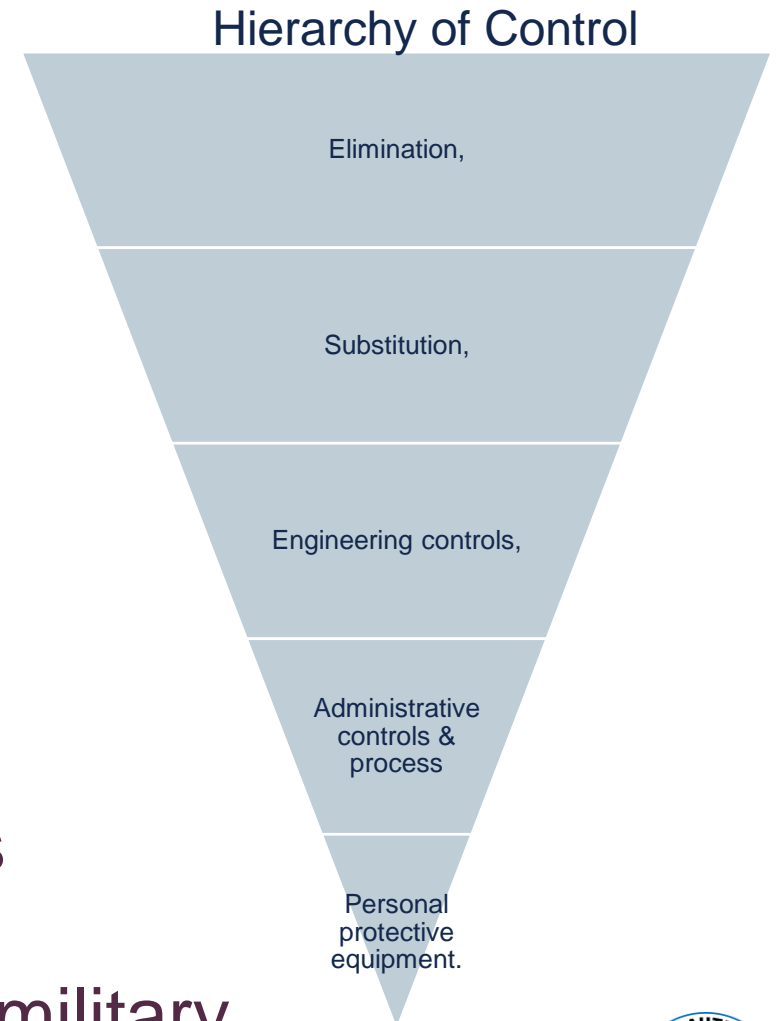 Hierarchy of Control
Elimination,
Substitution,
Engineering controls,
Administrative
controls &
process
Personal
protective
equipment.
military